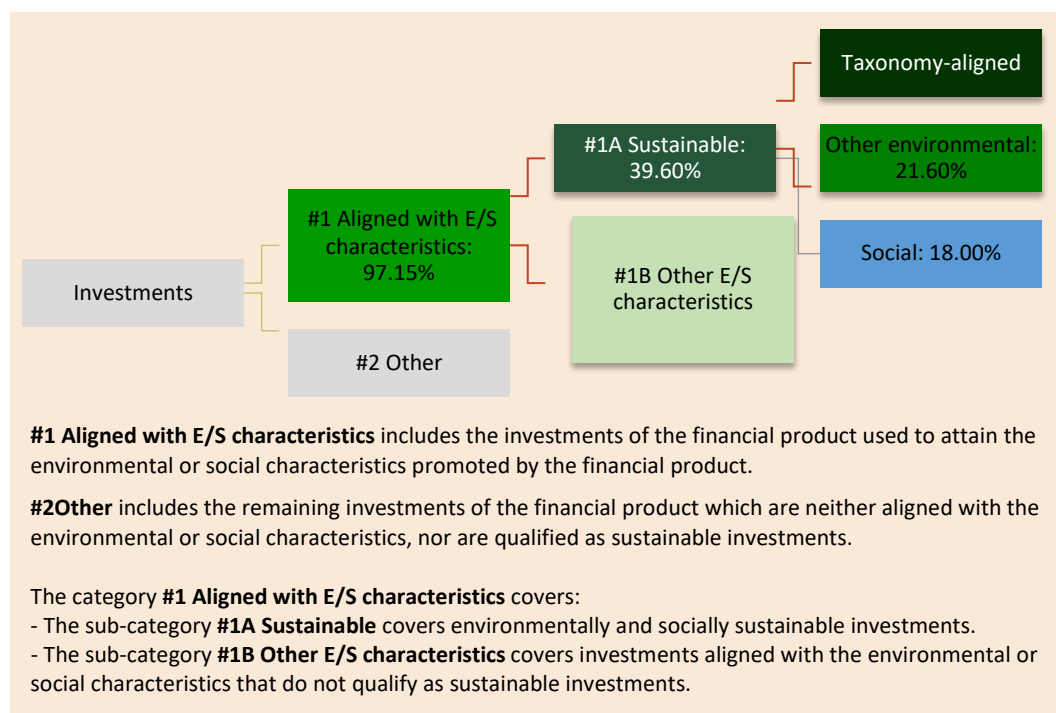 Taxonomy-aligned
#1A Sustainable:
39.60%
Other environmental:
21.60%
#1 Aligned with E/S
characteristics:
97.15%
Social: 18.00%
#1B Other E/S
characteristics
Investments
#2 Other
#1 Aligned with E/S characteristics includes the investments of the financial product used to attain the
environmental or social characteristics promoted by the financial product.
#2Other includes the remaining investments of the financial product which are neither aligned with the
environmental or social characteristics, nor are qualified as sustainable investments.
The category #1 Aligned with E/S characteristics covers:
- The sub-category #1A Sustainable covers environmentally and socially sustainable investments.
- The sub-category #1B Other E/S characteristics covers investments aligned with the environmental or
social characteristics that do not qualify as sustainable investments.